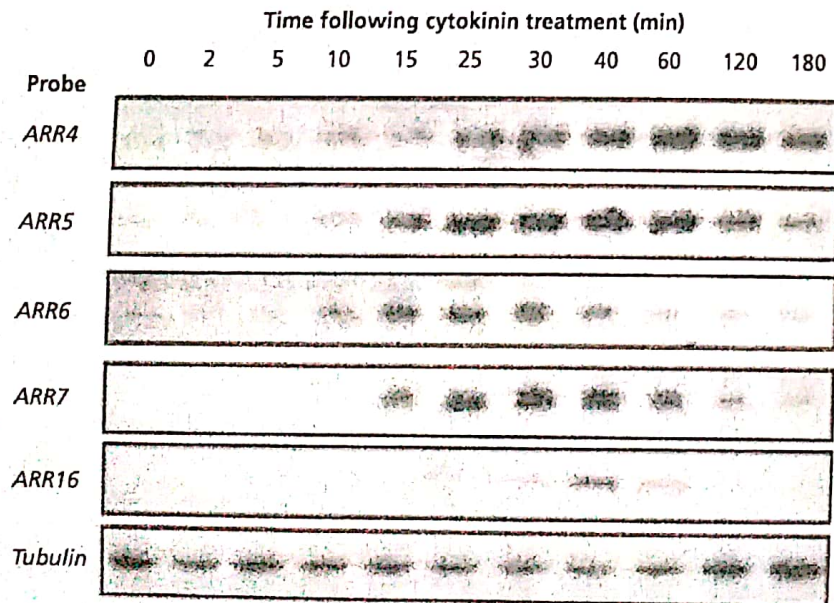 Time following cytokinin treatment (min)
0 2 5 10 15 25 30 40 60 120 180
Probe
ARR4
ARR5
ARR6
ARR7
ARR16
Tubulin